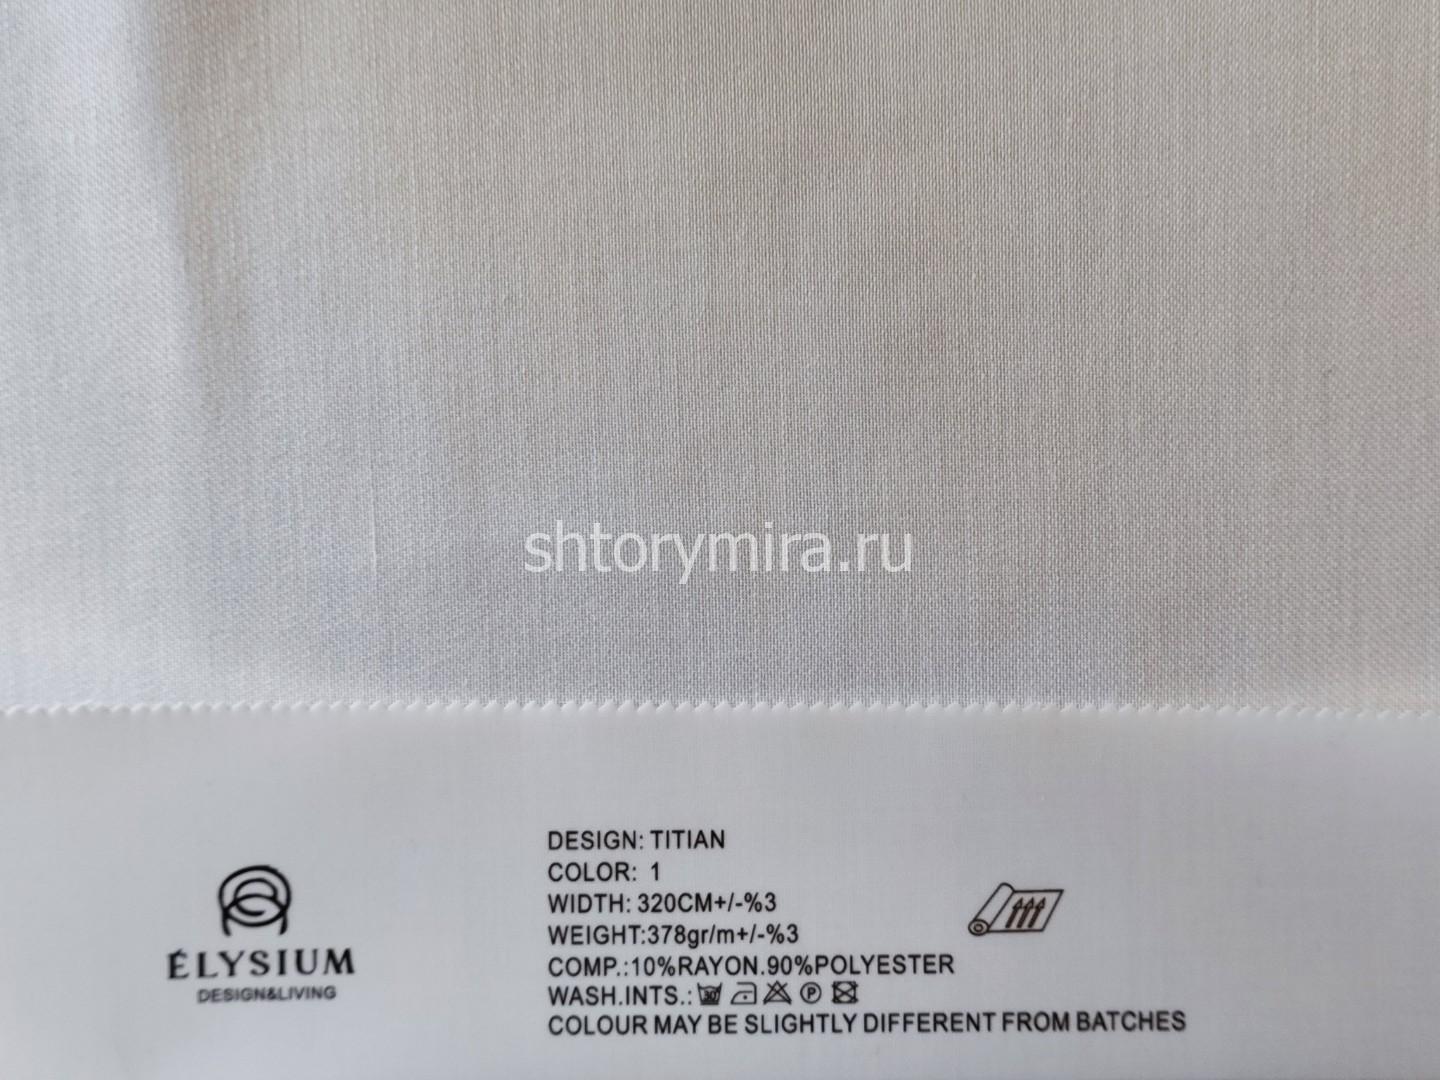 shtorymira.ru
DESIGN: TITIAN
COLOR: 1
WIDTH: 320CM+/-%3
WEIGHT:378gr/m+/-%3
COMP.:10%RAYON.90%POLYESTER
WASH.INTS.: 30 P
COLOUR MAY BE SLIGHTLY DIFFERENT FROM BATCHES
ÉLYSIUM
DESIGN&LIVING